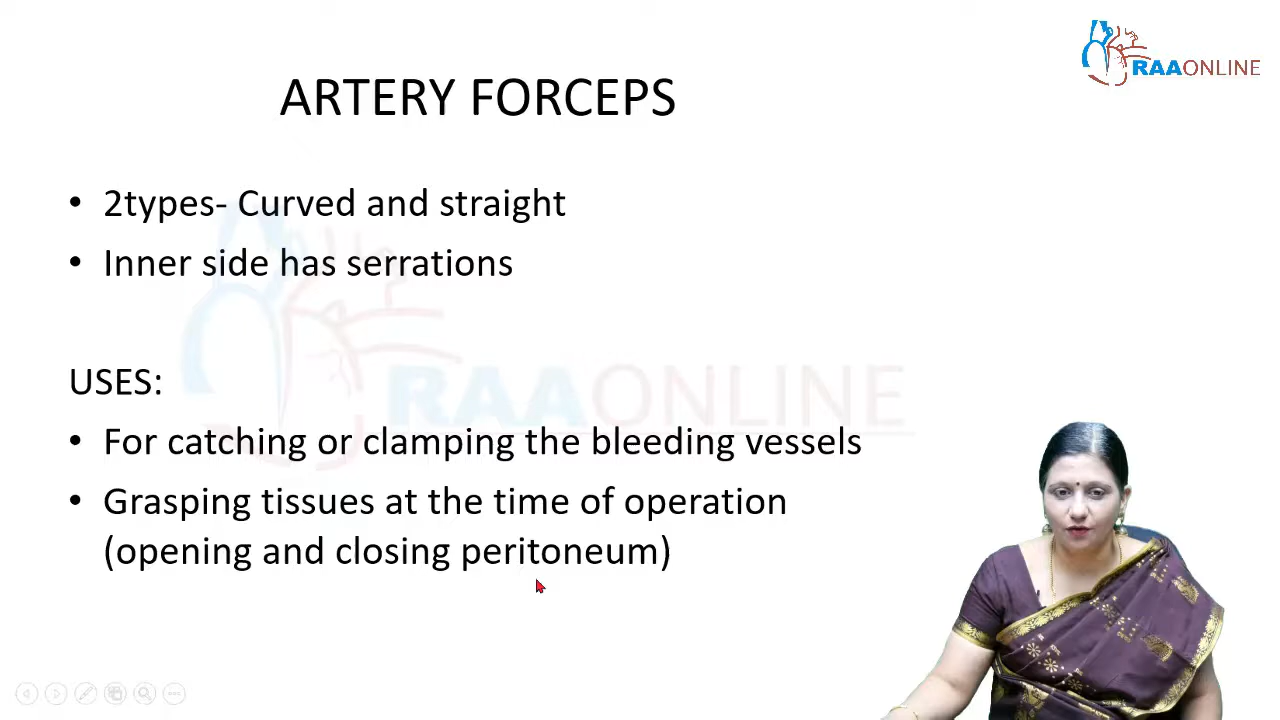 RAAONLINE
ARTERY FORCEPS
• 2types- Curved and straight
• Inner side has serrations
USES:
• For catching or clamping the bleeding vessels
• Grasping tissues at the time of operation
(opening and closing peritoneum)
RAAONLINE